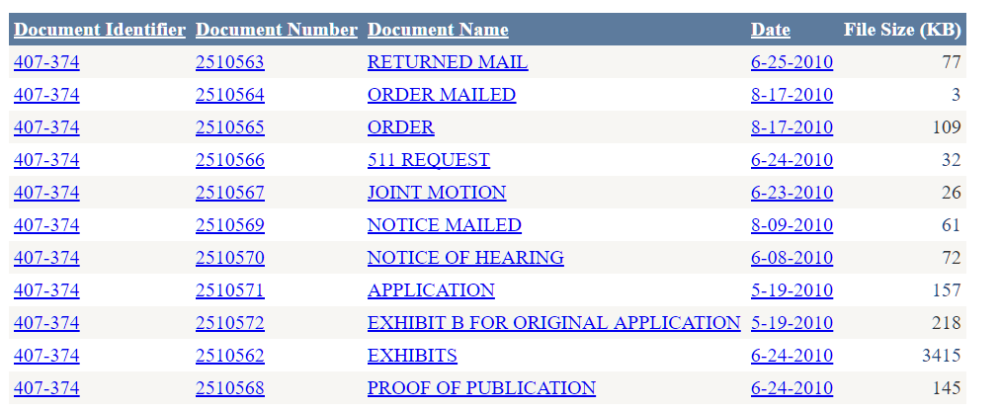 Document Identifier Document Number Document Name Date File Size (KB)
407-374 2510563 RETURNED MAIL 6-25-2010 77
407-374 2510564 ORDER MAILED 8-17-2010 3
407-374 2510565 ORDER 8-17-2010 109
407-374 2510566 511 REQUEST 6-24-2010 32
407-374 2510567 JOINT MOTION 6-23-2010 26
407-374 2510569 NOTICE MAILED 8-09-2010 61
407-374 2510570 NOTICE OF HEARING 6-08-2010 72
407-374 2510571 APPLICATION 5-19-2010 157
407-374 2510572 EXHIBIT B FOR ORIGINAL APPLICATION 5-19-2010 218
407-374 2510562 EXHIBITS 6-24-2010 3415
407-374 2510568 PROOF OF PUBLICATION 6-24-2010 145